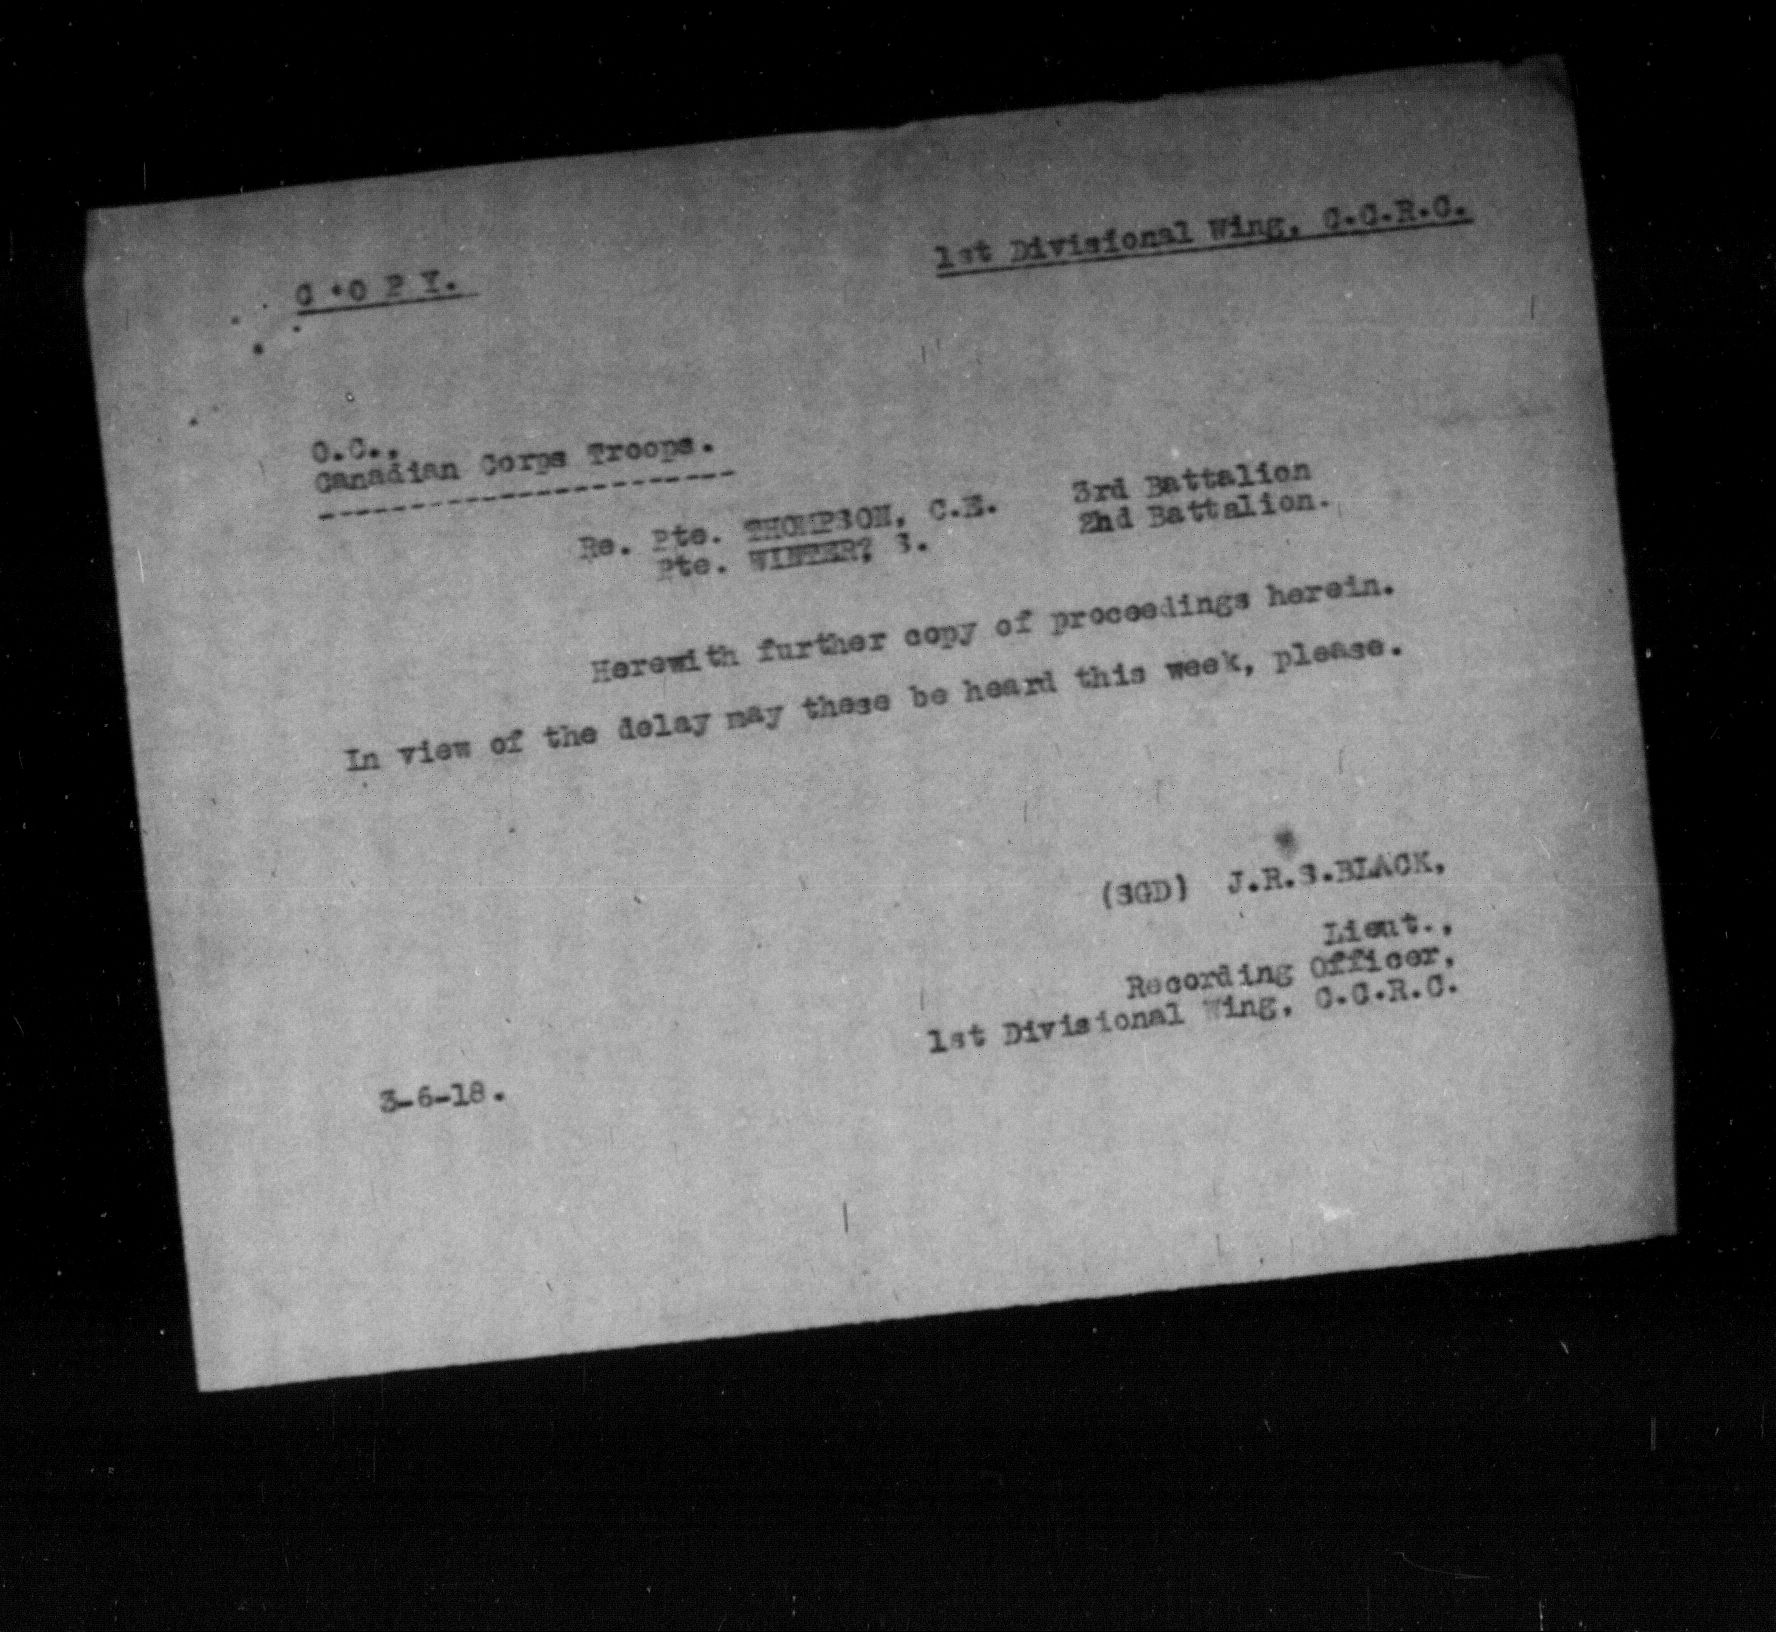 1st Divisional Wing, C.C.R.C.
C O P Y.
O.C.,
Canadian Corps Troops.
-----------------------
Re. Pte. THOMPSON, C.E. 3rd Battalion
Pte. WINTER, S. 2nd Battalion.
Herewith further copy of proceedings herein.
In view of the delay may these be heard this week, please.
(SGD) J.R.S.BLACK,
Lieut.,
Recording Officer,
1st Divisional Wing, C.C.R.C.
3-6-18.